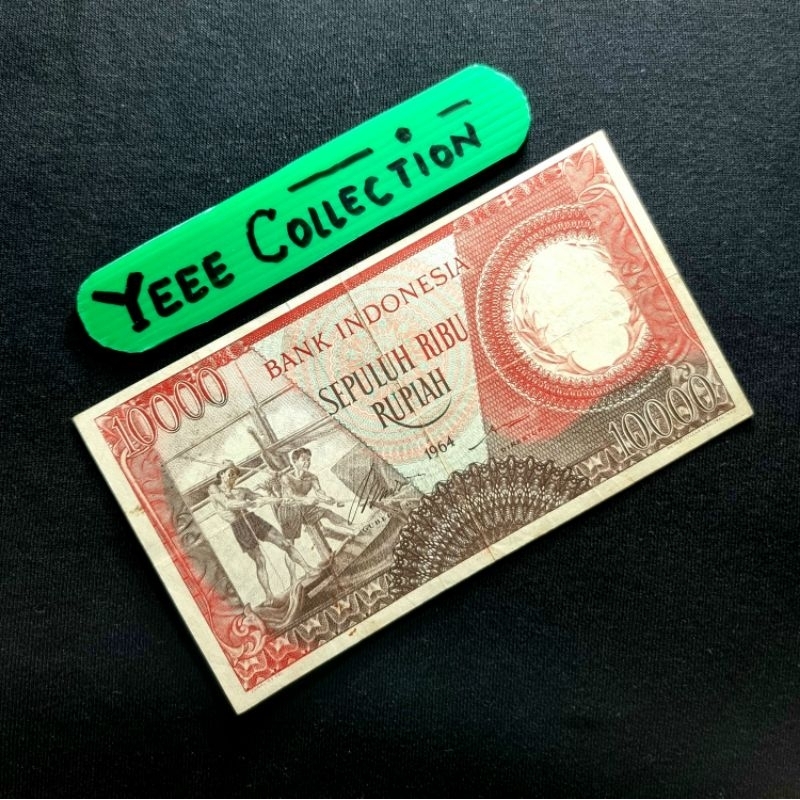 YEEE COLLECTION
10000
BANK INDONESIA
SEPULUH RIBU
RUPIAH
1964
10000